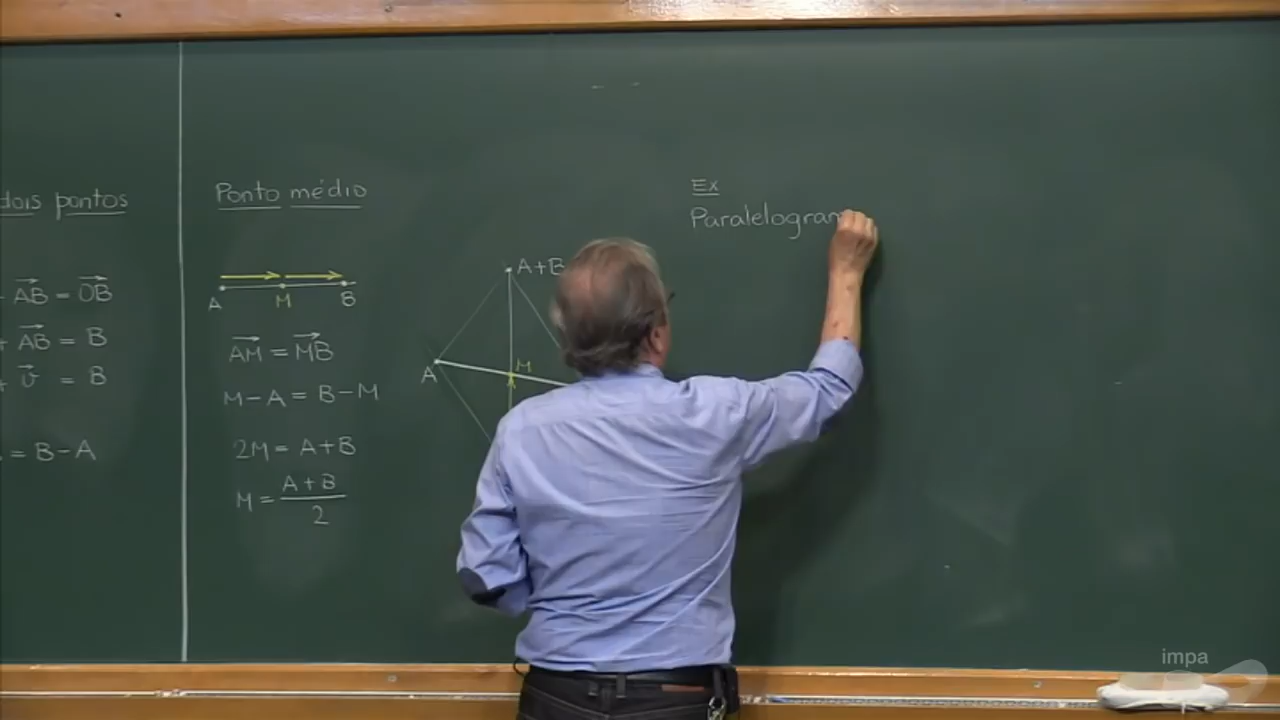 dois pontos
AB = OB
AB = B
v = B
= B-A
Ponto médio
A M B
AM = MB
M-A = B-M
2M = A+B
M = A+B
2
A+B
A
M
Ex
Paralelogram
impa